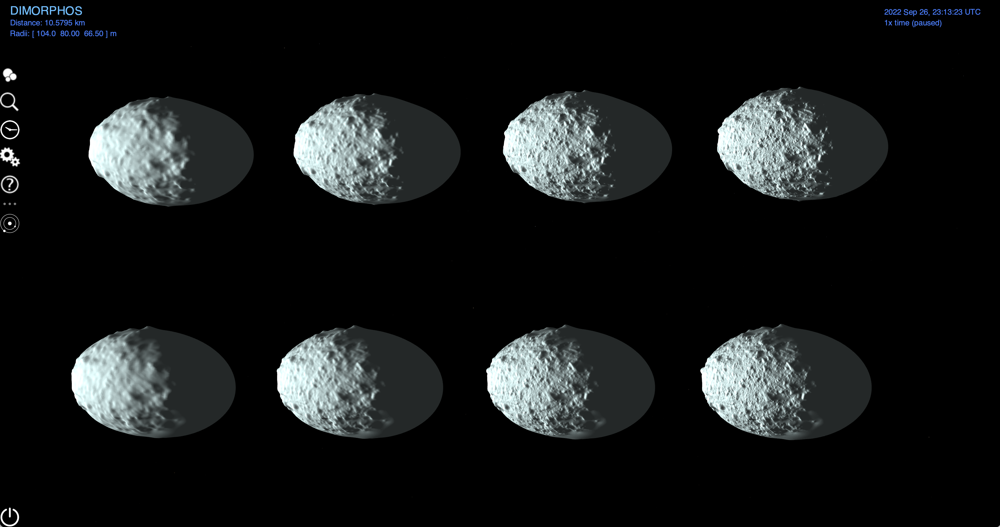 DIMORPHOS
Distance: 10.5795 km
Radii: [ 104.0 80.00 66.50 ] m
2022 Sep 26, 23:13:23 UTC
1x time (paused)
?